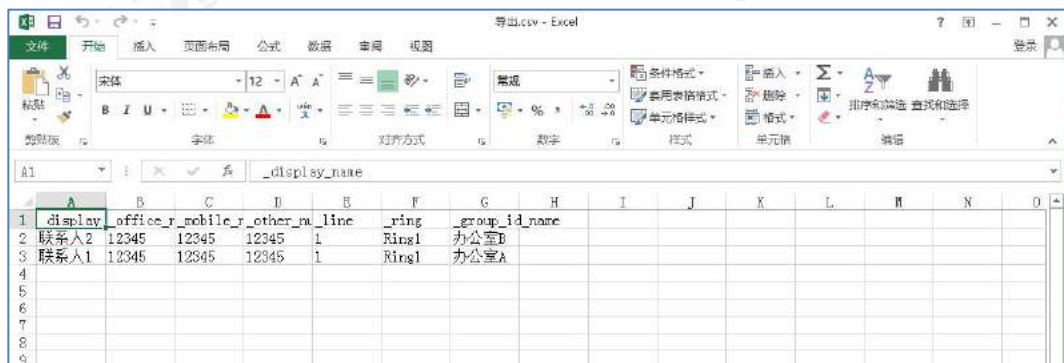 导出.csv - Excel
文件 开始 插入 页面布局 公式 数据 审阅 视图 登录
粘贴 宋体 12 A A 常规 条件格式 插入 Σ
B I U A wén 文 % , 套用表格格式 删除 排序和筛选 查找和选择
单元格样式 格式
剪贴板 字体 对齐方式 数字 样式 单元格 编辑
A1 fx _display_name
A B C D E F G H I J K L M N O
1 _display _office_r _mobile_r _other_nu _line _ring _group_id_name
2 联系人2 12345 12345 12345 1 Ring1 办公室B
3 联系人1 12345 12345 12345 1 Ring1 办公室A
4
5
6
7
8
9